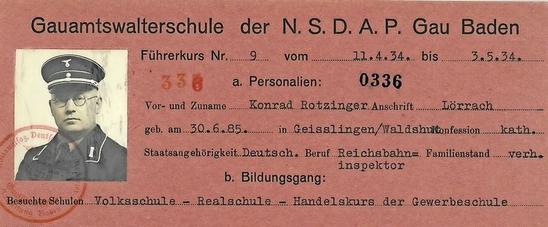 Gauamtswalterschule der N. S. D. A. P. Gau Baden
Führerkurs Nr. 9 vom 11.4.34. bis 3.5.34.
336 a. Personalien: 0336
Vor- und Zuname Konrad Rotzinger Anschrift Lörrach
geb. am 30.6.85. in Geisslingen/Waldshut Konfession kath.
Staatsangehörigkeit Deutsch. Beruf Reichsbahn= Familienstand verh.
inspektor
b. Bildungsgang:
Besuchte Schulen Volksschule - Realschule - Handelskurs der Gewerbeschule